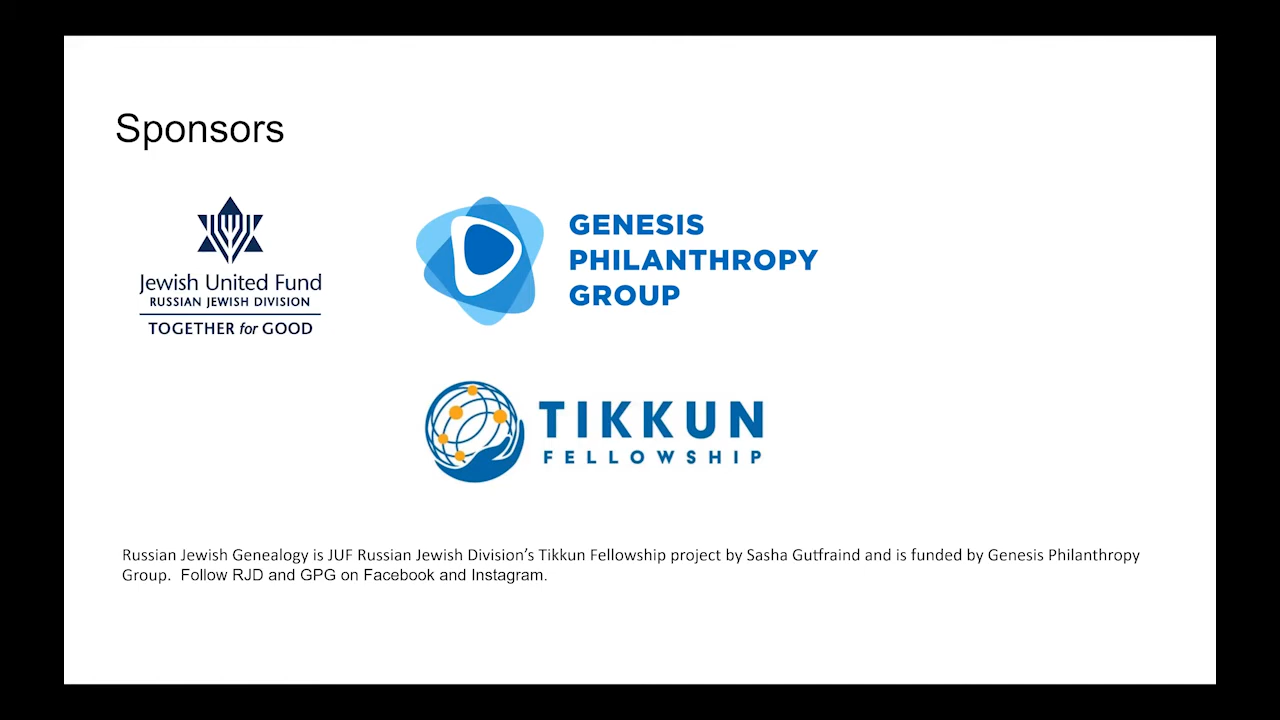 Sponsors
Jewish United Fund
RUSSIAN JEWISH DIVISION
TOGETHER for GOOD
GENESIS
PHILANTHROPY
GROUP
TIKKUN
FELLOWSHIP
Russian Jewish Genealogy is JUF Russian Jewish Division’s Tikkun Fellowship project by Sasha Gutfraind and is funded by Genesis Philanthropy
Group.  Follow RJD and GPG on Facebook and Instagram.